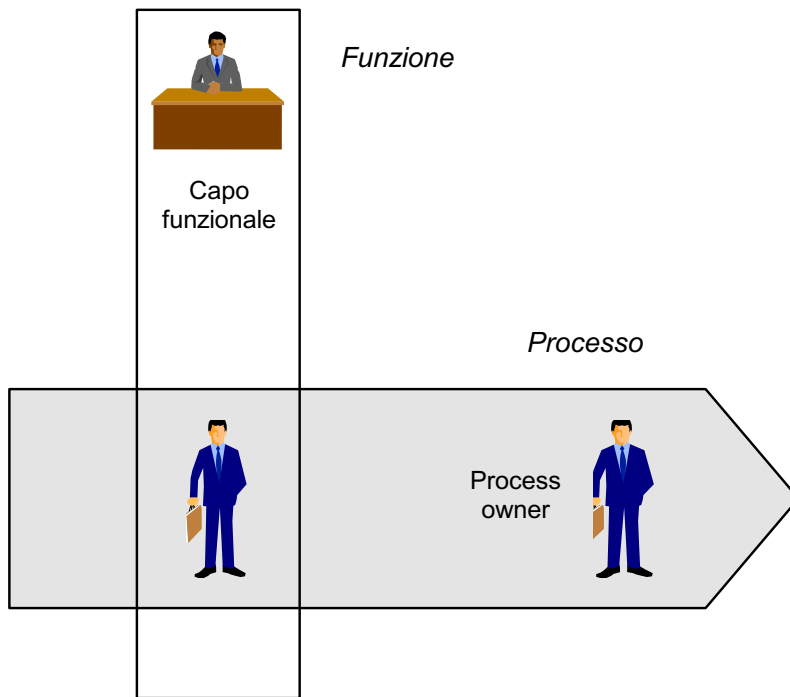 Funzione
Capo
funzionale
Processo
Process
owner